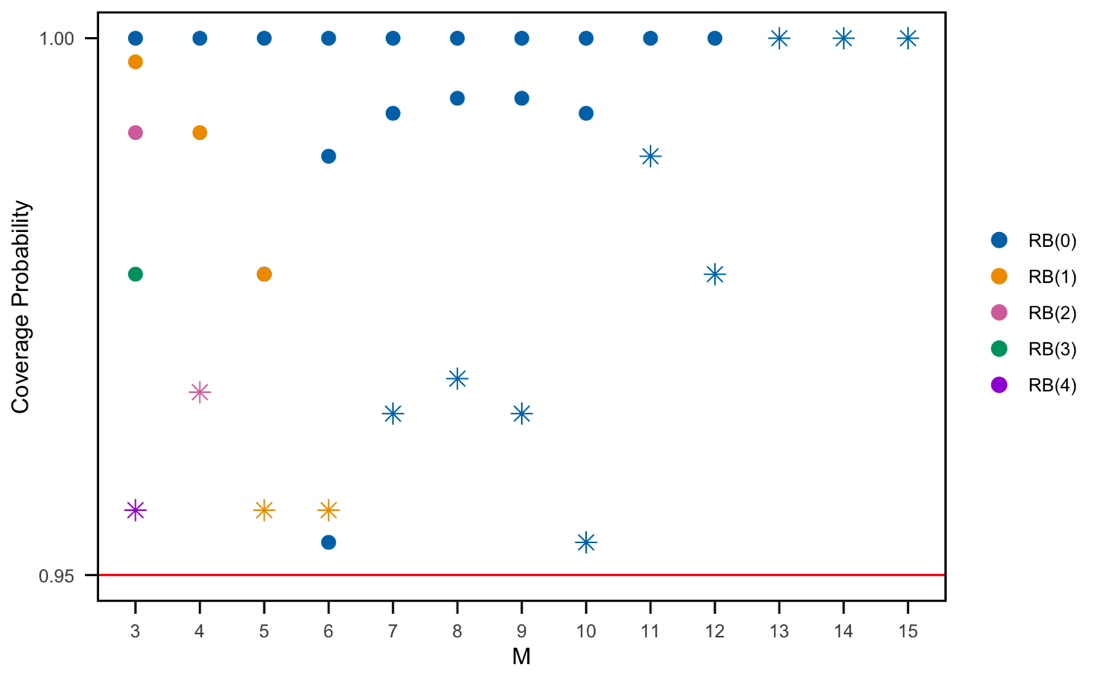 Coverage Probability
1.00
0.95
3 4 5 6 7 8 9 10 11 12 13 14 15
M
RB(0)
RB(1)
RB(2)
RB(3)
RB(4)